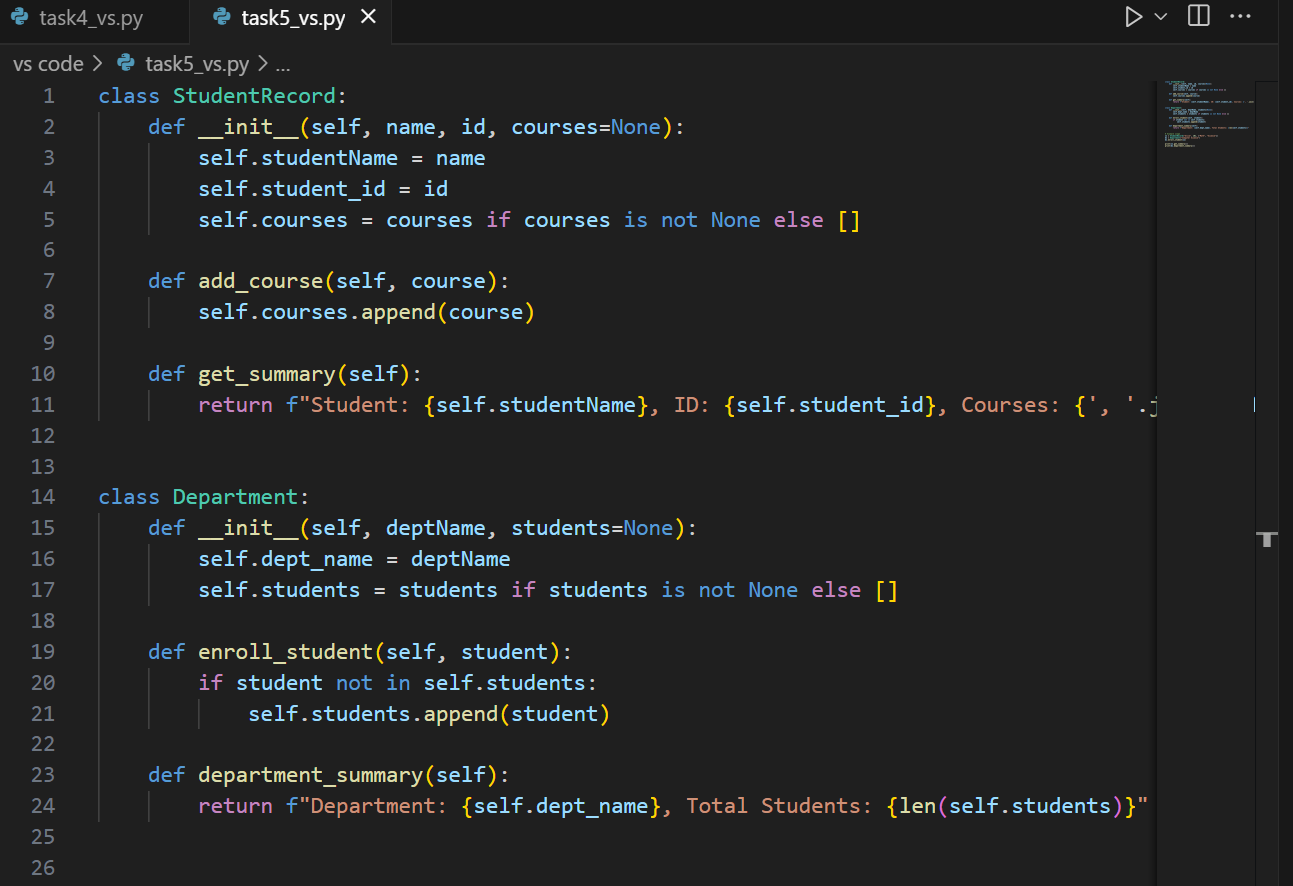 task4_vs.py task5_vs.py
vs code > task5_vs.py > ...
1 class StudentRecord:
2     def __init__(self, name, id, courses=None):
3         self.studentName = name
4         self.student_id = id
5         self.courses = courses if courses is not None else []
6
7     def add_course(self, course):
8         self.courses.append(course)
9
10     def get_summary(self):
11         return f"Student: {self.studentName}, ID: {self.student_id}, Courses: {', '.j
12
13
14 class Department:
15     def __init__(self, deptName, students=None):
16         self.dept_name = deptName
17         self.students = students if students is not None else []
18
19     def enroll_student(self, student):
20         if student not in self.students:
21             self.students.append(student)
22
23     def department_summary(self):
24         return f"Department: {self.dept_name}, Total Students: {len(self.students)}"
25
26